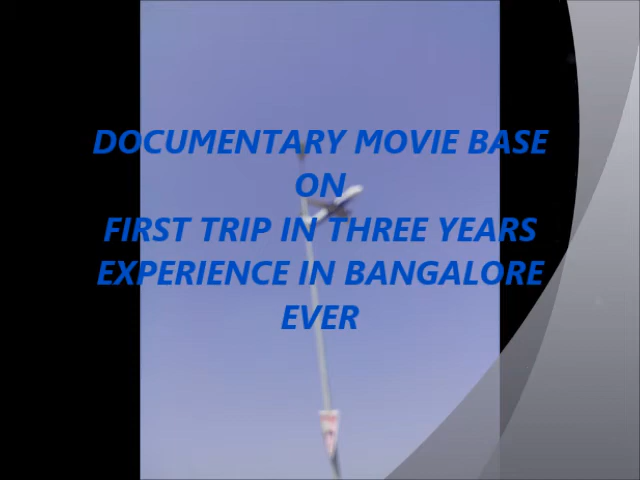 DOCUMENTARY MOVIE BASE
ON
FIRST TRIP IN THREE YEARS
EXPERIENCE IN BANGALORE
EVER